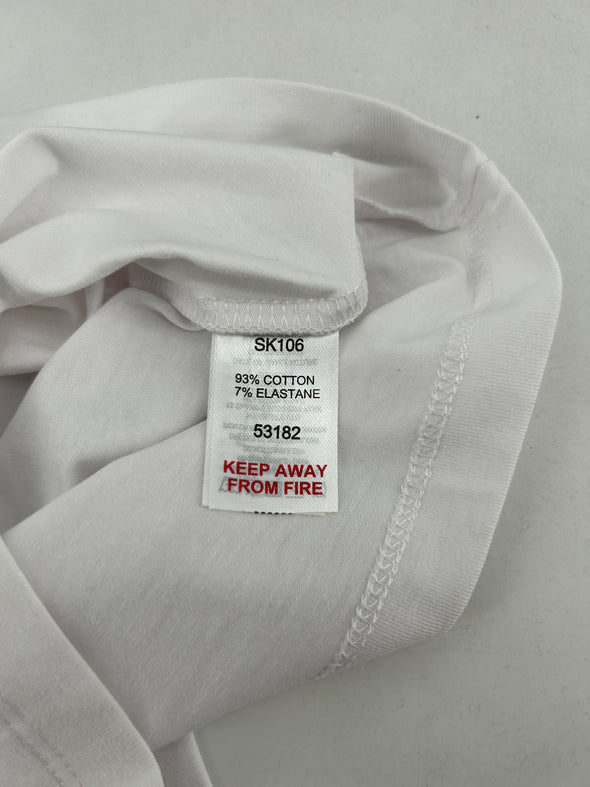 SK106
93% COTTON
7% ELASTANE
53182
KEEP AWAY
FROM FIRE